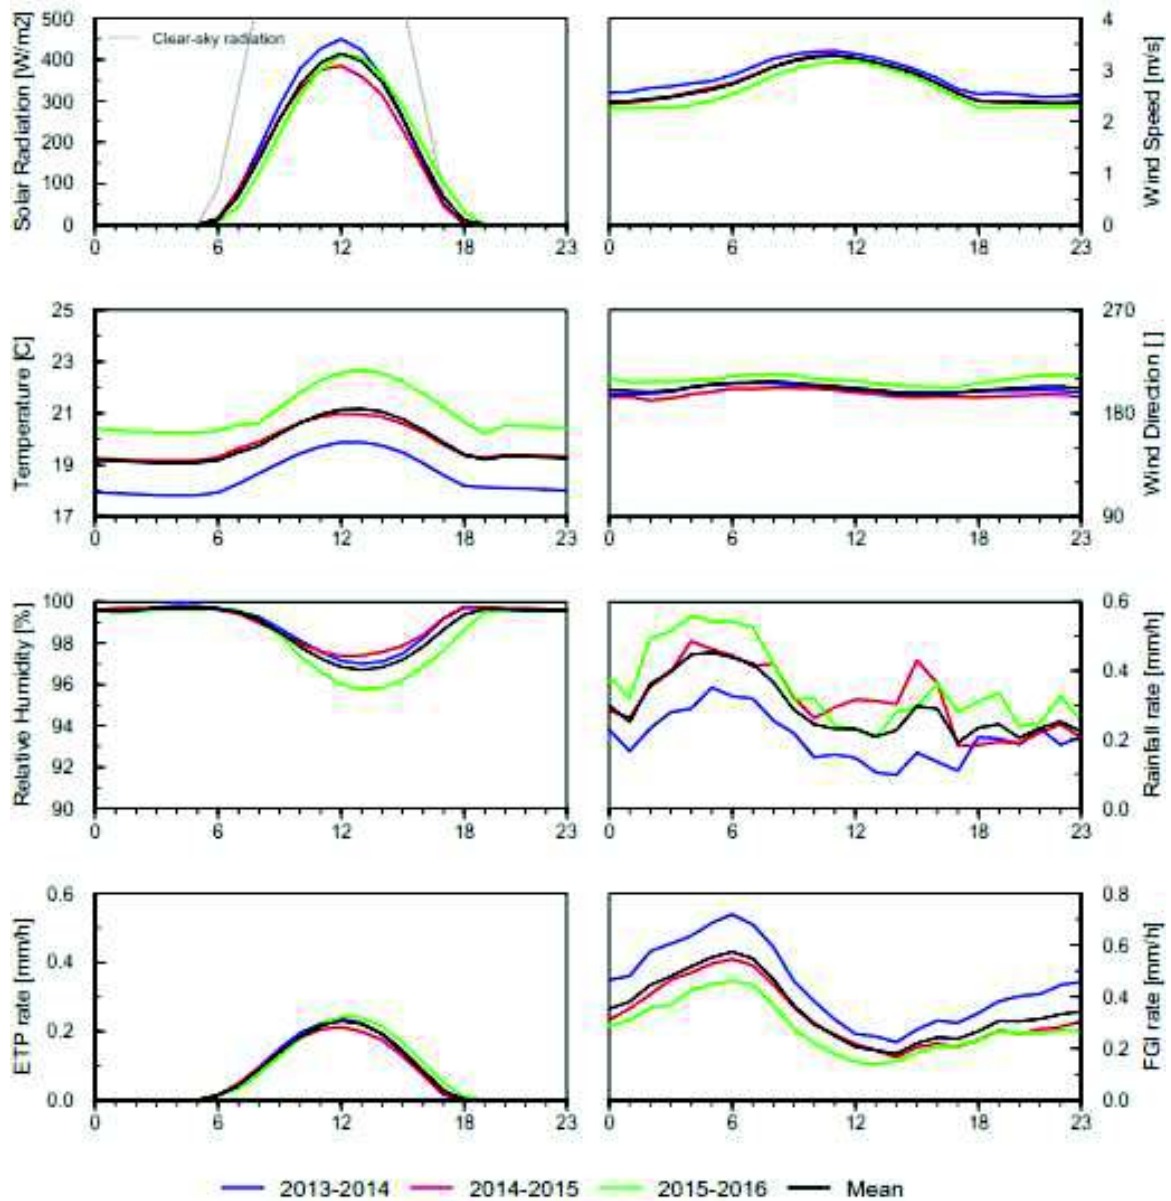 Solar Radiation [W/m2]
500
400
300
200
100
0
Clear-sky radiation
0 6 12 18 23
4
3
2
1
0
Wind Speed [m/s]
0 6 12 18 23
Temperature [C]
25
23
21
19
17
0 6 12 18 23
270
180
90
Wind Direction [ ]
0 6 12 18 23
Relative Humidity [%]
100
98
96
94
92
90
0 6 12 18 23
0.6
0.4
0.2
0.0
Rainfall rate [mm/h]
0 6 12 18 23
ETP rate [mm/h]
0.6
0.4
0.2
0.0
0 6 12 18 23
0.8
0.6
0.4
0.2
0.0
FGI rate [mm/h]
0 6 12 18 23
2013-2014 2014-2015 2015-2016 Mean